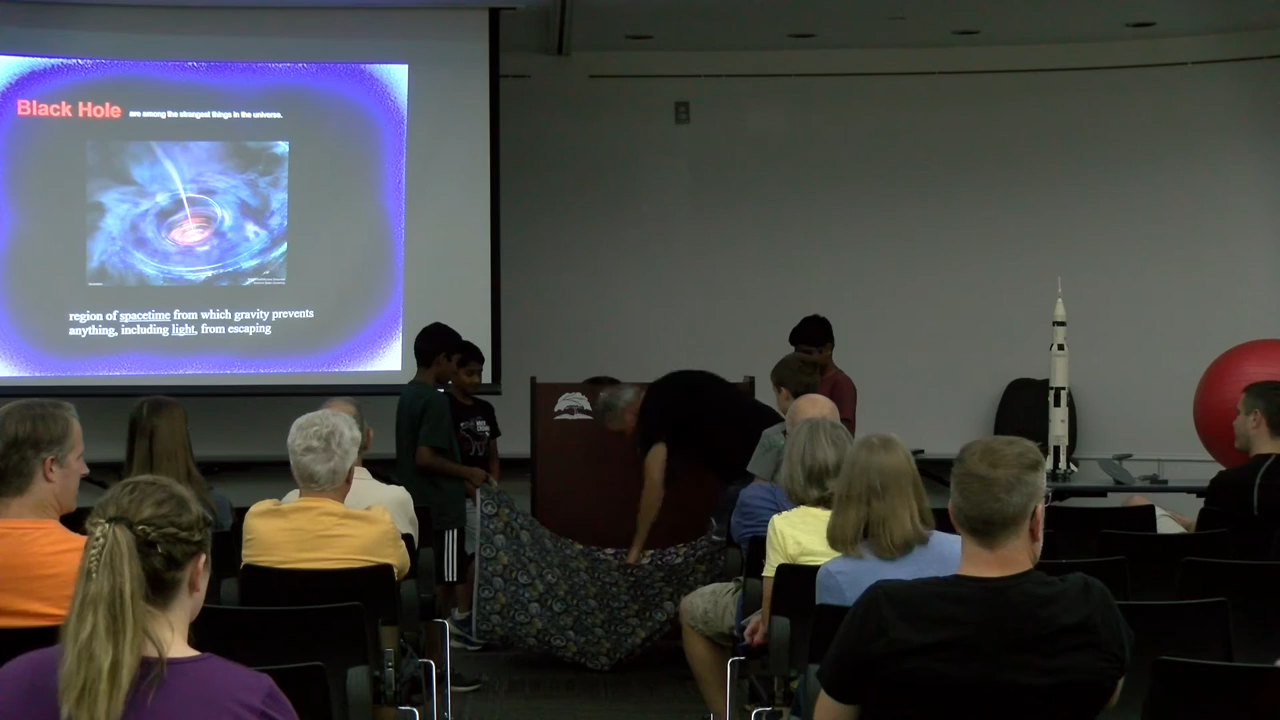 Black Hole are among the strangest things in the universe.
region of spacetime from which gravity prevents
anything, including light, from escaping